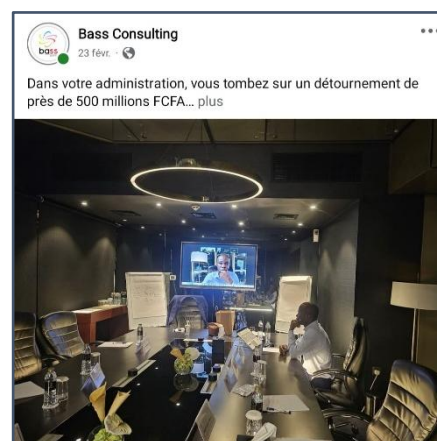 Bass Consulting
23 févr. ·
Dans votre administration, vous tombez sur un détournement de
près de 500 millions FCFA... plus
bass